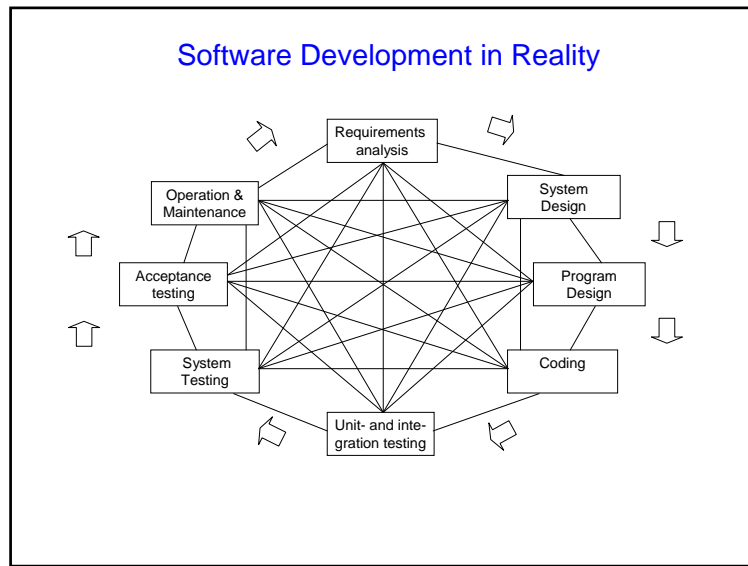 Software Development in Reality
Requirements
analysis
System
Design
Program
Design
Coding
Unit- and inte-
gration testing
System
Testing
Acceptance
testing
Operation &
Maintenance